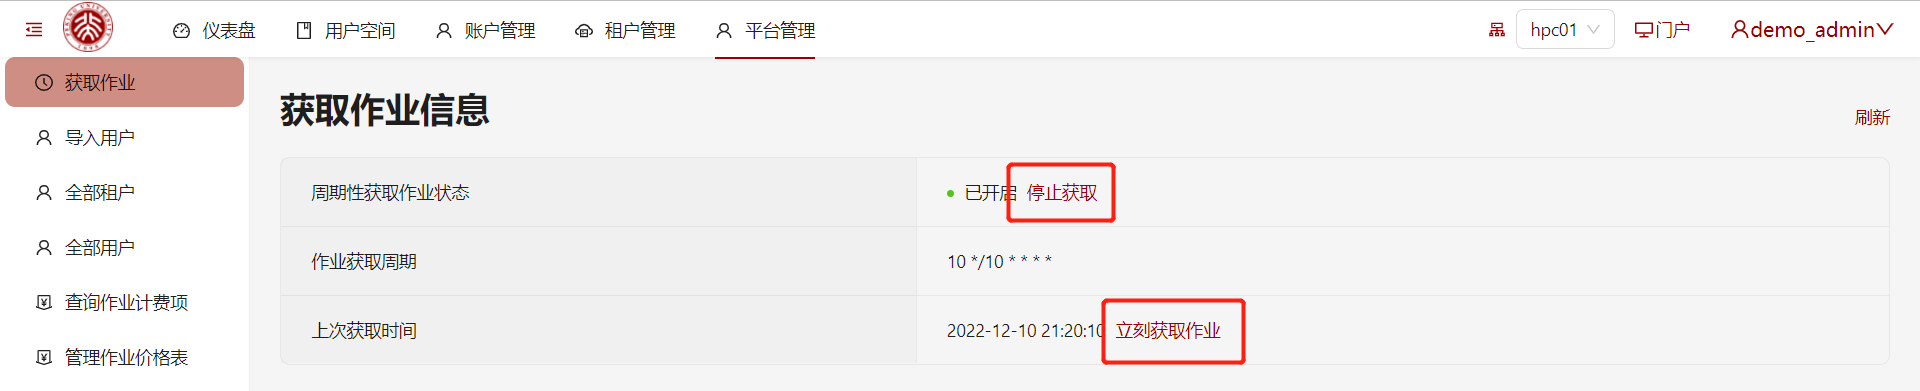 仪表盘 用户空间 账户管理 租户管理 平台管理 hpc01 门户 demo_admin
获取作业
导入用户
全部租户
全部用户
查询作业计费项
管理作业价格表
获取作业信息
刷新
周期性获取作业状态 已开启 停止获取
作业获取周期 10 */10 * * * *
上次获取时间 2022-12-10 21:20:10 立刻获取作业